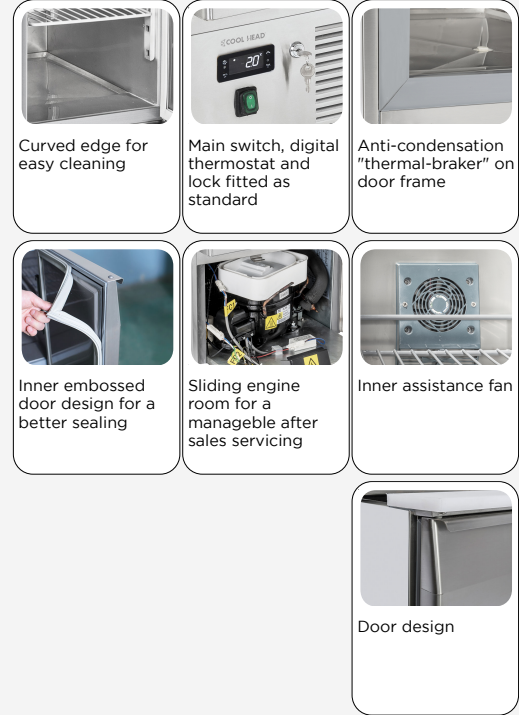 COOL HEAD
20°
Curved edge for
easy cleaning
Main switch, digital
thermostat and
lock fitted as
standard
Anti-condensation
"thermal-braker" on
door frame
Inner embossed
door design for a
better sealing
Sliding engine
room for a
manageble after
sales servicing
Inner assistance fan
Door design